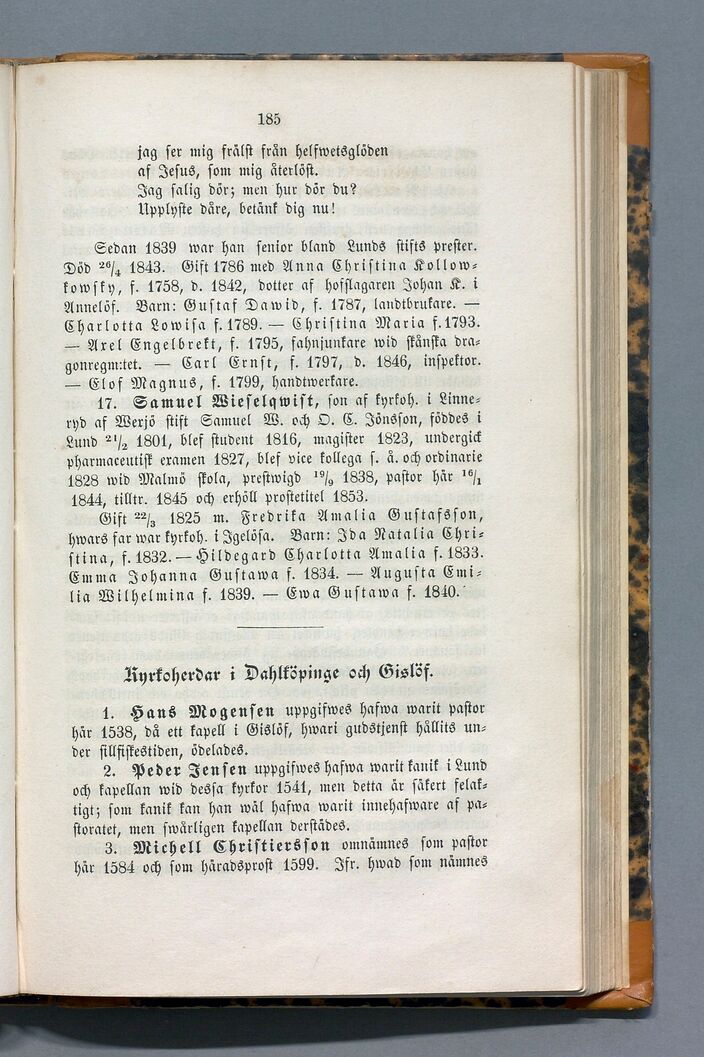 185
jag ser mig frälst från helfwetsglöden
af Jesus, som mig återlöst.
Jag salig dör; men hur dör du?
Upplyste dåre, betänk dig nu!
Sedan 1839 war han senior bland Lunds stifts prester.
Död 26/4 1843. Gift 1786 med Anna Christina Kollow-
kowsky, f. 1758, d. 1842, dotter af hofslagaren Johan K. i
Annelöf. Barn: Gustaf Dawid, f. 1787, landtbrukare. —
Charlotta Lowisa f. 1789. — Christina Maria f. 1793.
— Axel Engelbrekt, f. 1795, fahnjunkare wid skånska dra-
gonregm:tet. — Carl Ernst, f. 1797, d. 1846, inspektor.
— Elof Magnus, f. 1799, handtwerkare.
17. Samuel Wieselqwist, son af kyrkoh. i Linne-
ryd af Werjö stift Samuel W. och O. C. Jönsson, föddes i
Lund 21/2 1801, blef student 1816, magister 1823, undergick
pharmaceutisk examen 1827, blef vice kollega s. å. och ordinarie
1828 wid Malmö skola, prestwigd 19/9 1838, pastor här 16/1
1844, tilltr. 1845 och erhöll prostetitel 1853.
Gift 22/3 1825 m. Fredrika Amalia Gustafsson,
hwars far war kyrkoh. i Igelösa. Barn: Ida Natalia Chri-
stina, f. 1832. — Hildegard Charlotta Amalia f. 1833.
Emma Johanna Gustawa f. 1834. — Augusta Emi-
lia Wilhelmina f. 1839. — Ewa Gustawa f. 1840.
Kyrkoherdar i Dahlköpinge och Gislöf.
1. Hans Mogensen uppgifwes hafwa warit pastor
här 1538, då ett kapell i Gislöf, hwari gudstjenst hållits un-
der sillfiskestiden, ödelades.
2. Peder Jensen uppgifwes hafwa warit kanik i Lund
och kapellan wid dessa kyrkor 1541, men detta är säkert felak-
tigt; som kanik kan han wäl hafwa warit innehafware af pa-
storatet, men swårligen kapellan derstädes.
3. Michell Christiersson omnämnes som pastor
här 1584 och som häradsprost 1599. Jfr. hwad som nämnes